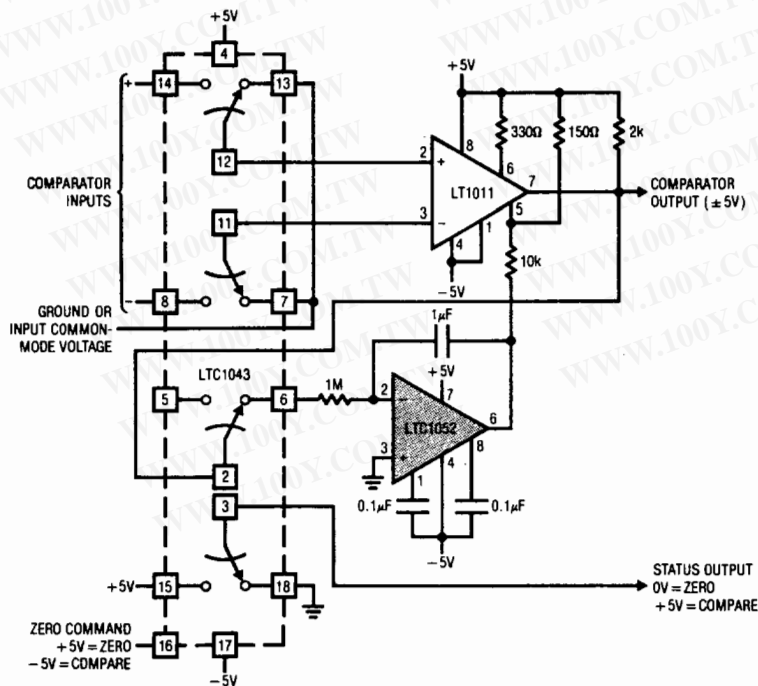 +5V
4
+
14
13
+5V
330Ω
150Ω
2k
8
6
12
2
+
LT1011
7
COMPARATOR
OUTPUT (±5V)
COMPARATOR
INPUTS
11
3
−
5
4
1
−5V
10k
−
8
7
GROUND OR
INPUT COMMON-
MODE VOLTAGE
1µF
+5V
LTC1043
5
6
1M
2
−
7
LTC1052
6
3
+
8
4
1
2
3
0.1µF
0.1µF
−5V
+5V
15
18
STATUS OUTPUT
0V = ZERO
+5V = COMPARE
ZERO COMMAND
+5V = ZERO
−5V = COMPARE
16
17
−5V
WWW.100Y.COM.TW